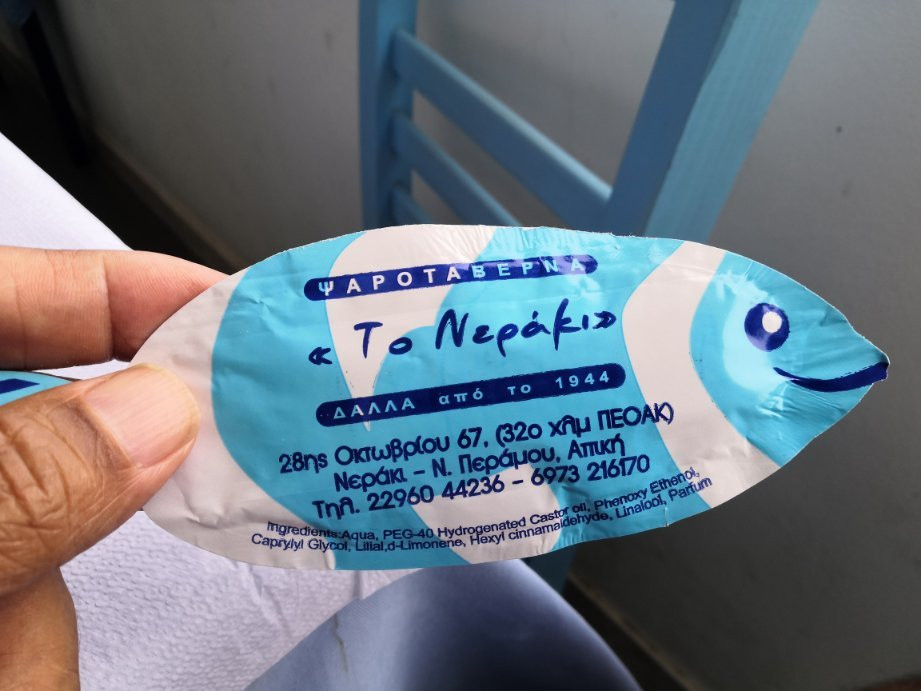 ΨΑΡΟΤΑΒΕΡΝΑ
«Το Νεράκι»
ΔΑΛΛΑ από το 1944
28ης Οκτωβρίου 67, (32ο χλμ ΠΕΟΑΚ)
Νεράκι - Ν. Περάμου, Αττική
Τηλ. 22960 44236 - 6973 216170
Ingredients:Aqua, PEG-40 Hydrogenated Castor oil, Phenoxy Ethenol,
Caprylyl Glycol, Lilial,d-Limonene, Hexyl cinnamaldehyde, Linalool, Parfum